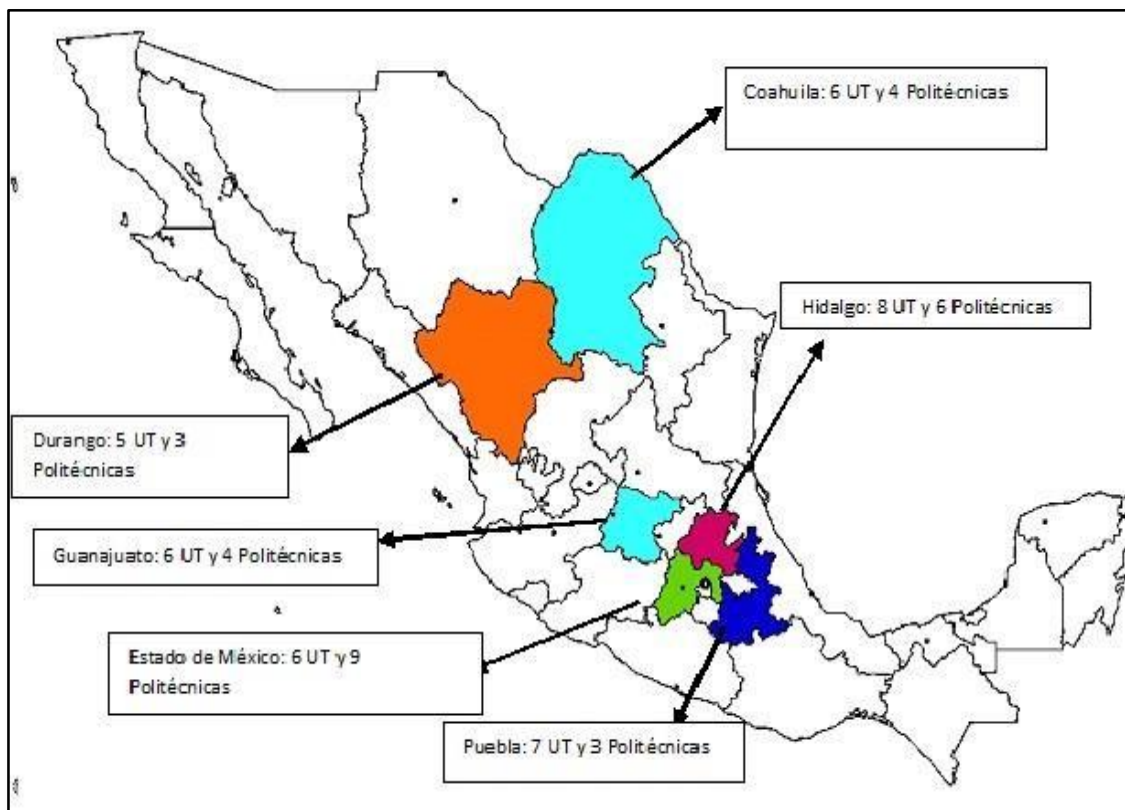 Coahuila: 6 UT y 4 Politécnicas
Hidalgo: 8 UT y 6 Politécnicas
Durango: 5 UT y 3
Politécnicas
Guanajuato: 6 UT y 4 Politécnicas
Estado de México: 6 UT y 9
Politécnicas
Puebla: 7 UT y 3 Politécnicas